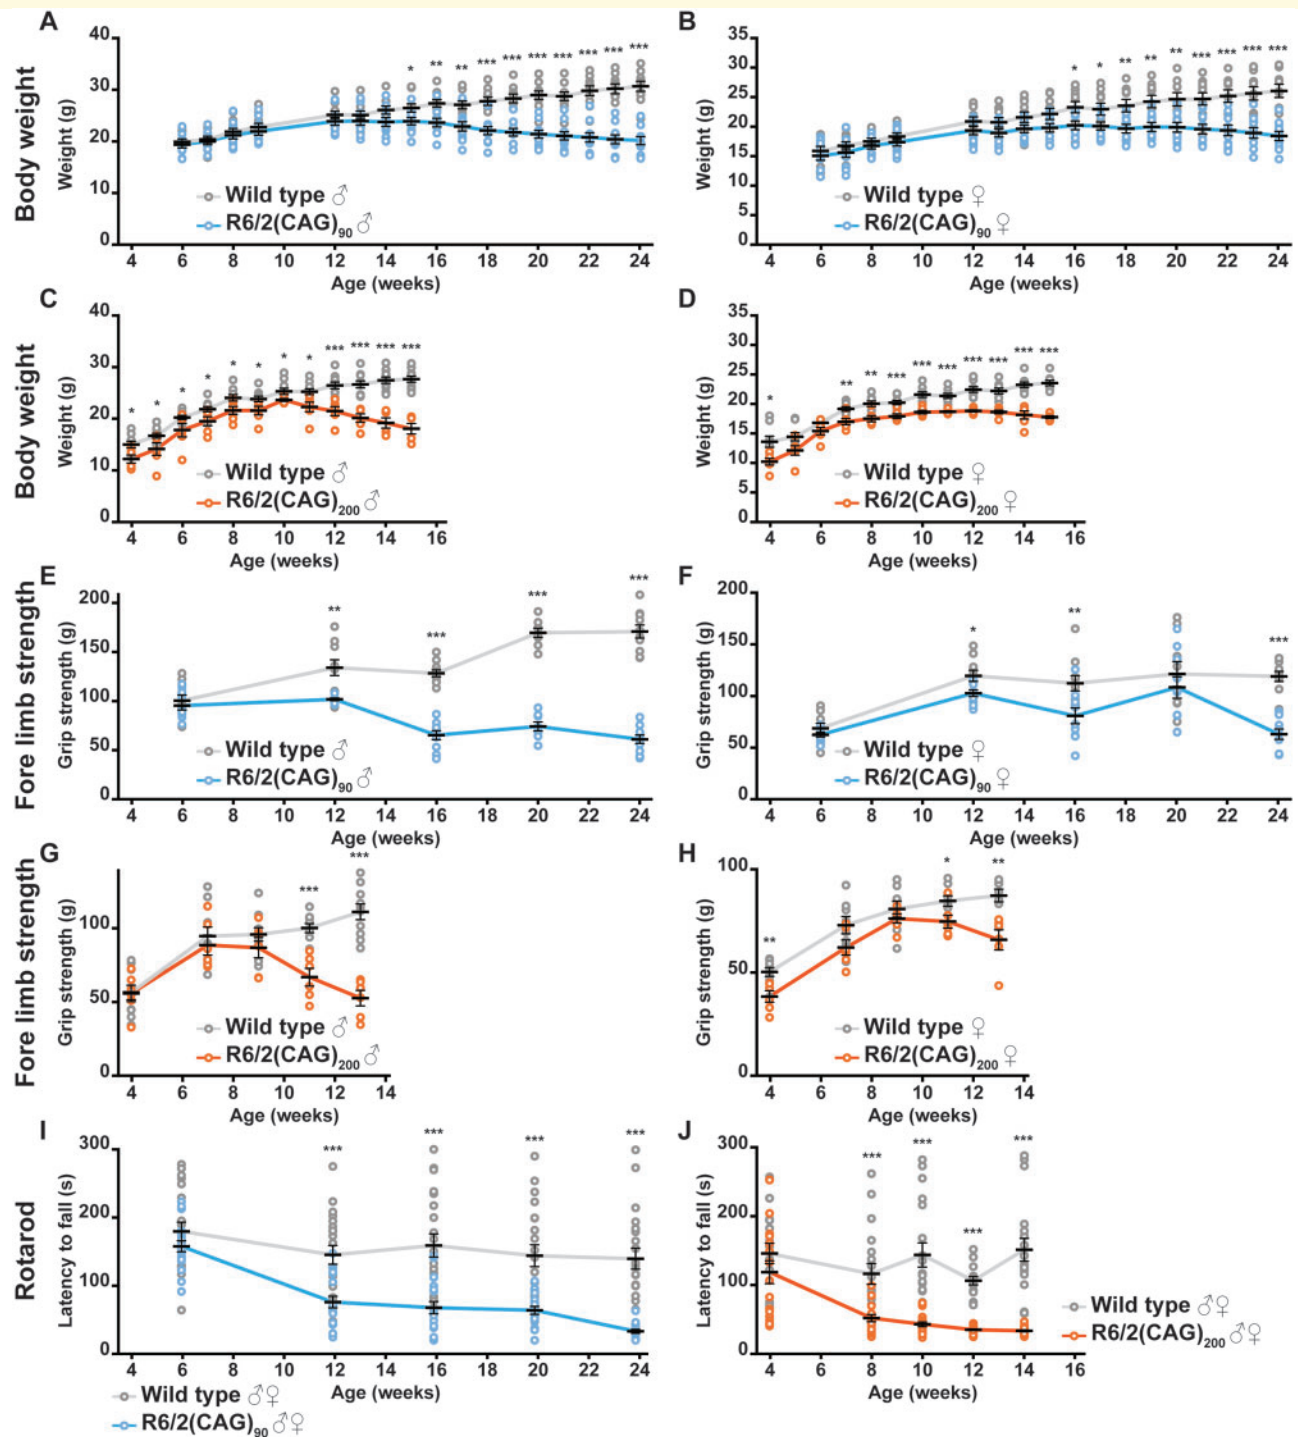 A
Body weight
Weight (g)
40
30
20
10
0
* ** ** *** *** *** *** *** *** ***
Wild type ♂
R6/2(CAG)90 ♂
4 6 8 10 12 14 16 18 20 22 24
Age (weeks)
B
Weight (g)
35
30
25
20
15
10
5
0
* * ** ** ** *** *** *** ***
Wild type ♀
R6/2(CAG)90 ♀
4 6 8 10 12 14 16 18 20 22 24
Age (weeks)
C
Body weight
Weight (g)
40
30
20
10
0
* * * * * * * * *** *** *** ***
Wild type ♂
R6/2(CAG)200 ♂
4 6 8 10 12 14 16
Age (weeks)
D
Weight (g)
35
30
25
20
15
10
5
0
* ** ** *** *** *** *** *** *** ***
Wild type ♀
R6/2(CAG)200 ♀
4 6 8 10 12 14 16
Age (weeks)
E
Fore limb strength
Grip strength (g)
200
150
100
50
0
** *** *** ***
Wild type ♂
R6/2(CAG)90 ♂
4 6 8 10 12 14 16 18 20 22 24
Age (weeks)
F
Grip strength (g)
200
150
100
50
0
* ** ***
Wild type ♀
R6/2(CAG)90 ♀
4 6 8 10 12 14 16 18 20 22 24
Age (weeks)
G
Fore limb strength
Grip strength (g)
100
50
0
*** ***
Wild type ♂
R6/2(CAG)200 ♂
4 6 8 10 12 14
Age (weeks)
H
Grip strength (g)
100
50
0
** * **
Wild type ♀
R6/2(CAG)200 ♀
4 6 8 10 12 14
Age (weeks)
I
Rotarod
Latency to fall (s)
300
200
100
0
*** *** *** ***
4 6 8 10 12 14 16 18 20 22 24
Age (weeks)
Wild type ♂♀
R6/2(CAG)90 ♂♀
J
Latency to fall (s)
300
200
100
0
*** *** *** ***
4 6 8 10 12 14 16
Age (weeks)
Wild type ♂♀
R6/2(CAG)200 ♂♀